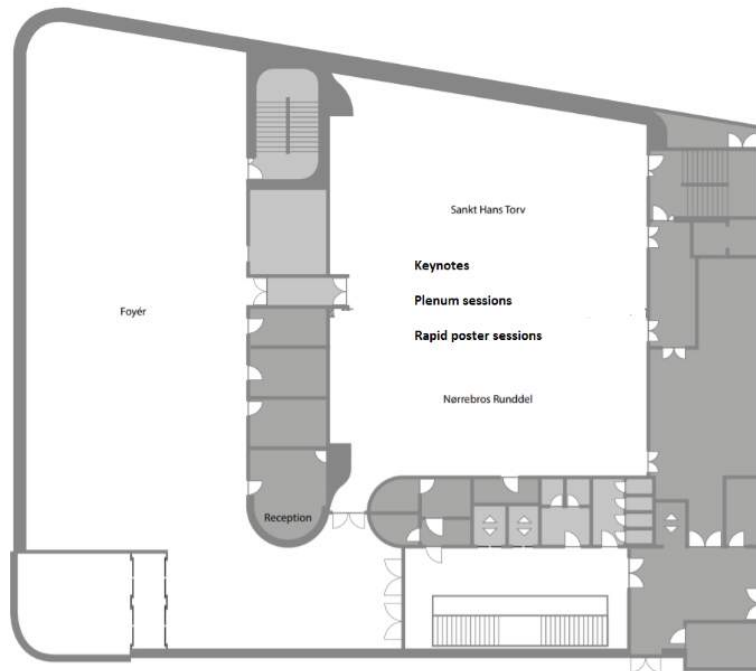 Sankt Hans Torv
Keynotes
Plenum sessions
Foyér
Rapid poster sessions
Nørrebros Runddel
Reception